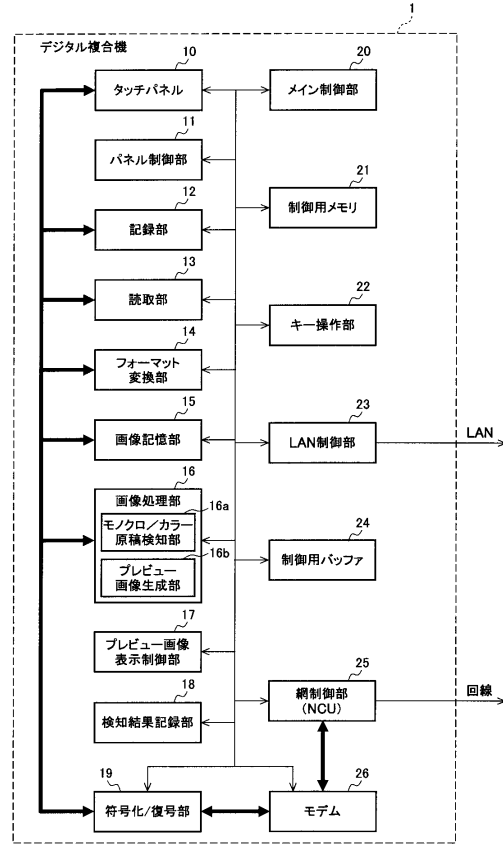 1
デジタル複合機
10
タッチパネル
20
メイン制御部
11
パネル制御部
21
制御用メモリ
12
記録部
13
読取部
22
キー操作部
14
フォーマット
変換部
15
画像記憶部
23
LAN制御部
LAN
16
画像処理部
16a
モノクロ/カラー
原稿検知部
16b
プレビュー
画像生成部
24
制御用バッファ
17
プレビュー画像
表示制御部
25
網制御部
(NCU)
回線
18
検知結果記録部
19
符号化/復号部
26
モデム